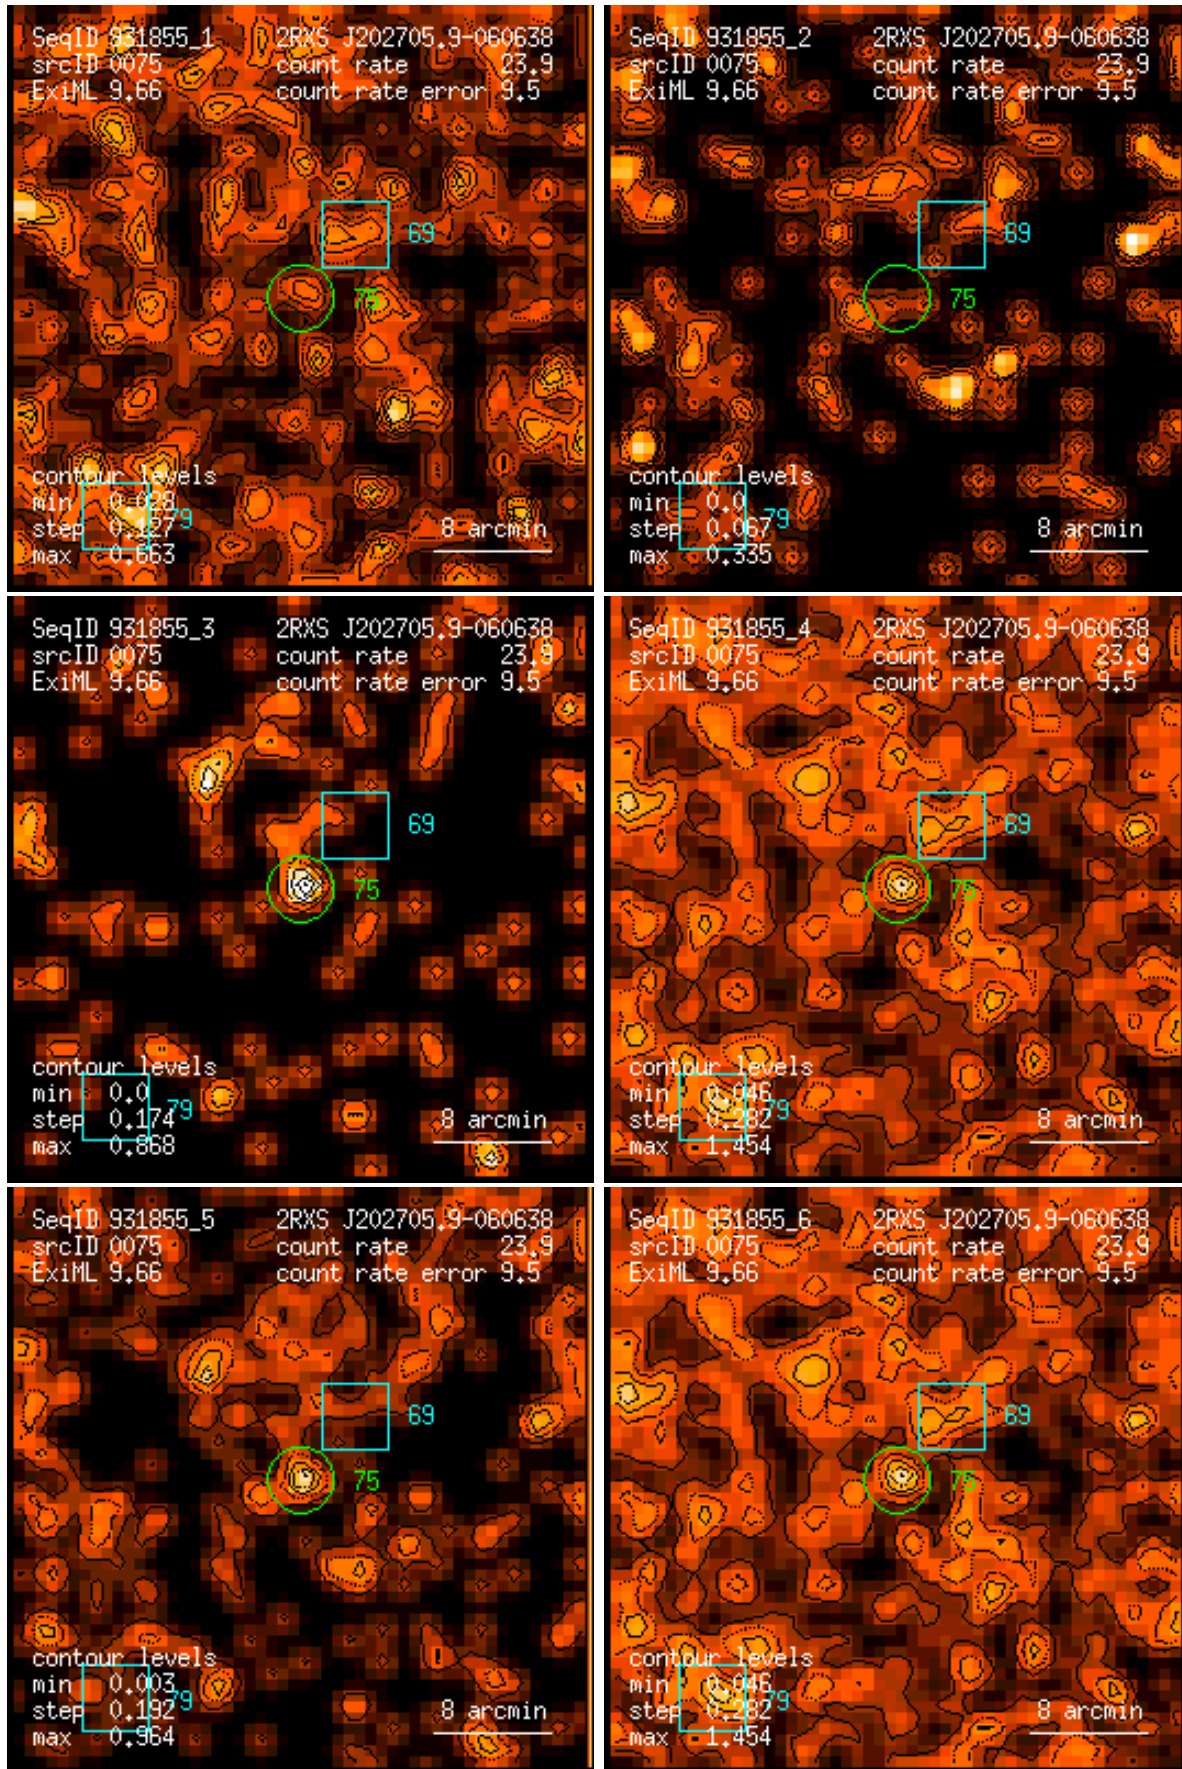 SeqID 931855_1 2RXS J202705.9-060638
srcID 0075 count rate 23.9
ExiML 9.66 count rate error 9.5
69
75
contour levels
min 0.028
step 0.127 79 8 arcmin
max 0.663
SeqID 931855_2 2RXS J202705.9-060638
srcID 0075 count rate 23.9
ExiML 9.66 count rate error 9.5
69
75
contour levels
min 0.0
step 0.067 79 8 arcmin
max 0.335
SeqID 931855_3 2RXS J202705.9-060638
srcID 0075 count rate 23.9
ExiML 9.66 count rate error 9.5
69
75
contour levels
min 0.0
step 0.174 79 8 arcmin
max 0.868
SeqID 931855_4 2RXS J202705.9-060638
srcID 0075 count rate 23.9
ExiML 9.66 count rate error 9.5
69
75
contour levels
min 0.046
step 0.282 79 8 arcmin
max 1.454
SeqID 931855_5 2RXS J202705.9-060638
srcID 0075 count rate 23.9
ExiML 9.66 count rate error 9.5
69
75
contour levels
min 0.003
step 0.192 79 8 arcmin
max 0.964
SeqID 931855_6 2RXS J202705.9-060638
srcID 0075 count rate 23.9
ExiML 9.66 count rate error 9.5
69
75
contour levels
min 0.046
step 0.282 79 8 arcmin
max 1.454